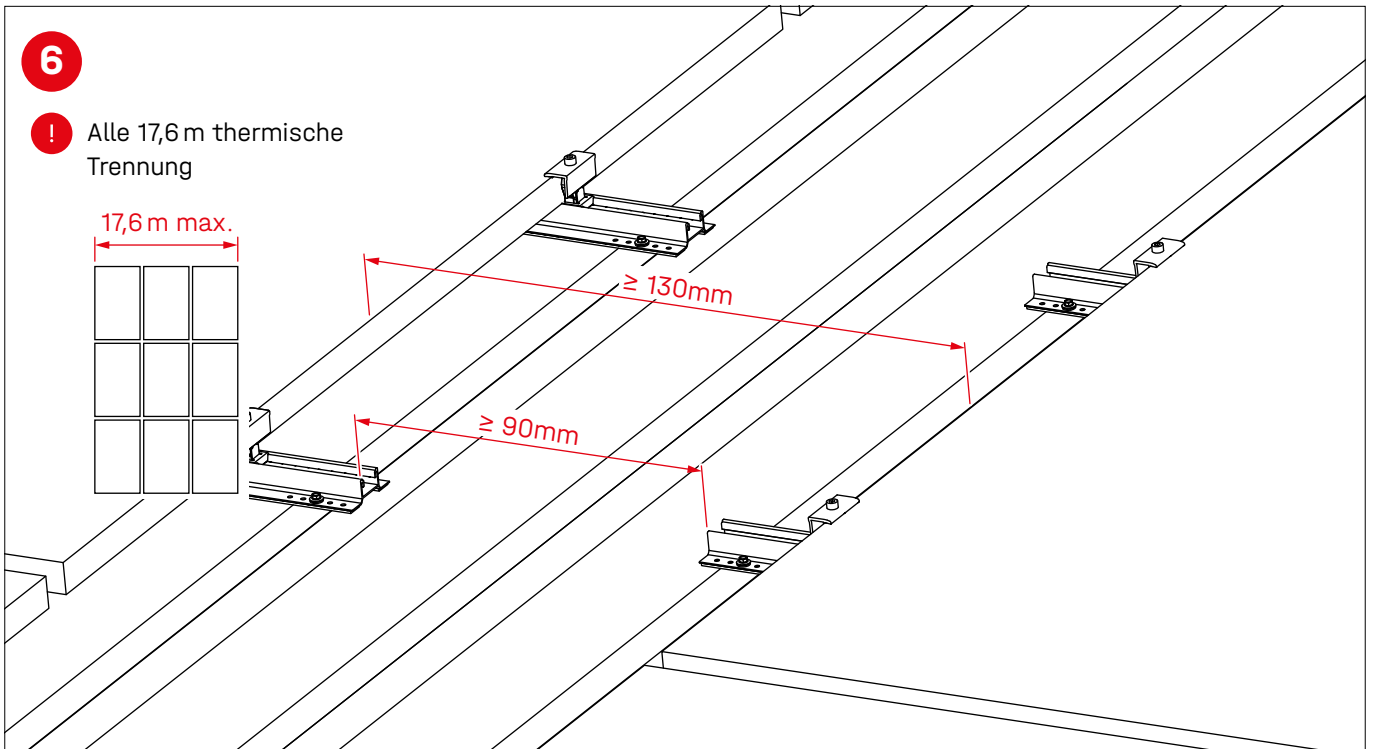 6
! Alle 17,6 m thermische
Trennung
17,6 m max.
≥ 130mm
≥ 90mm